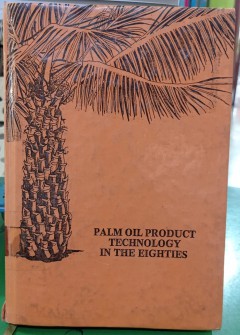 PALM OIL PRODUCT
TECHNOLOGY
IN THE EIGHTIES